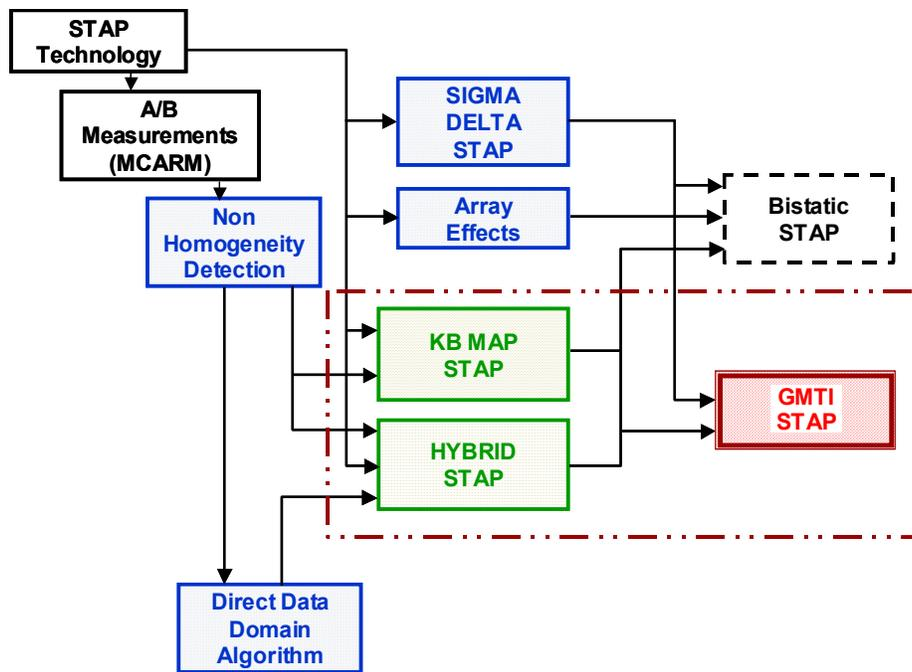 STAP
Technology
A/B
Measurements
(MCARM)
Non
Homogeneity
Detection
SIGMA
DELTA
STAP
Array
Effects
Bistatic
STAP
KB MAP
STAP
GMTI
STAP
HYBRID
STAP
Direct Data
Domain
Algorithm